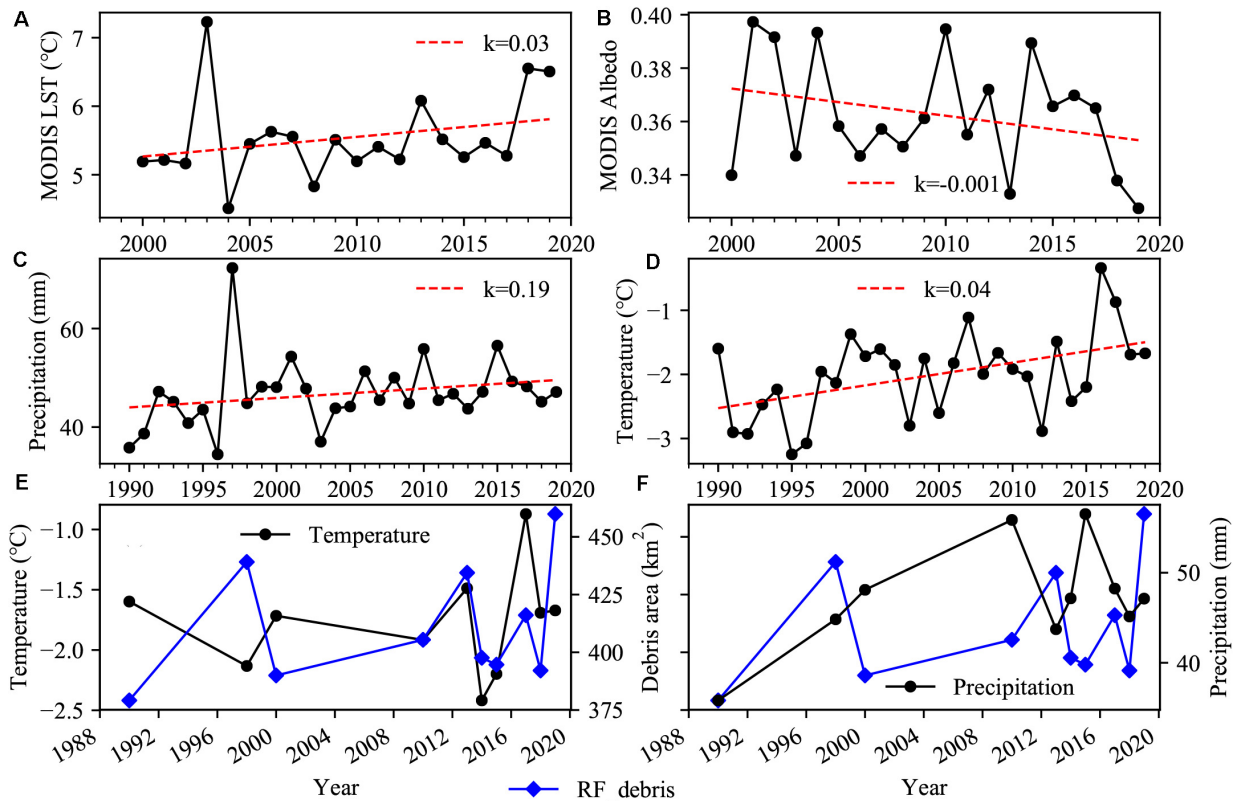 A
B
MODIS LST (℃)
7
6
5
k=0.03
2000 2005 2010 2015 2020
MODIS Albedo
0.40
0.38
0.36
0.34
k=-0.001
2000 2005 2010 2015 2020
C
D
Precipitation (mm)
60
40
k=0.19
1990 1995 2000 2005 2010 2015 2020
Temperature (℃)
−1
−2
−3
k=0.04
1990 1995 2000 2005 2010 2015 2020
E
F
Temperature (℃)
−1.0
−1.5
−2.0
−2.5
Temperature
450
425
400
375
Debris area (km²)
1988 1992 1996 2000 2004 2008 2012 2016 2020
Year
Precipitation
50
40
Precipitation (mm)
1988 1992 1996 2000 2004 2008 2012 2016 2020
Year
RF debris